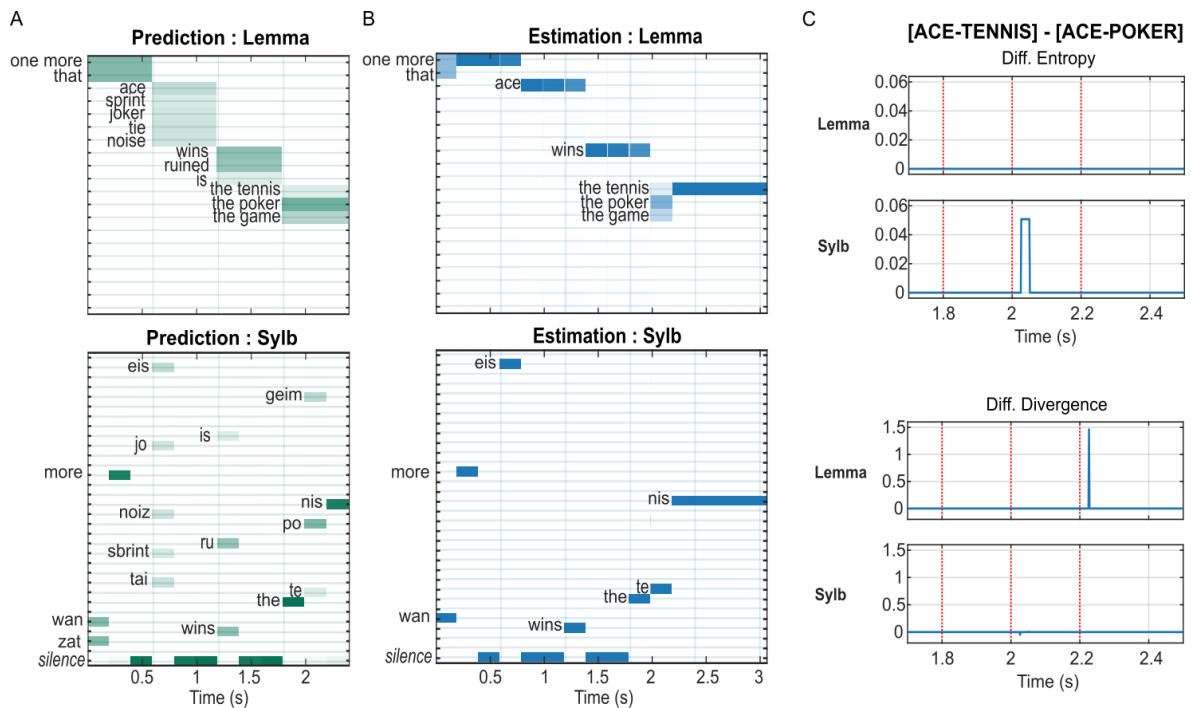 A
Prediction : Lemma
one more
that
ace
sprint
joker
tie
noise
wins
ruined
is
the tennis
the poker
the game
Prediction : Sylb
eis
geim
is
jo
more
nis
noiz
po
ru
sbrint
tai
te
the
wan
wins
zat
silence
0.5 1 1.5 2
Time (s)
B
Estimation : Lemma
one more
that
ace
wins
the tennis
the poker
the game
Estimation : Sylb
eis
more
nis
te
the
wan
wins
silence
0.5 1 1.5 2 2.5 3
Time (s)
C
[ACE-TENNIS] - [ACE-POKER]
Diff. Entropy
Lemma
0.06
0.04
0.02
0
Sylb
0.06
0.04
0.02
0
1.8 2 2.2 2.4
Time (s)
Diff. Divergence
Lemma
1.5
1
0.5
0
Sylb
1.5
1
0.5
0
1.8 2 2.2 2.4
Time (s)